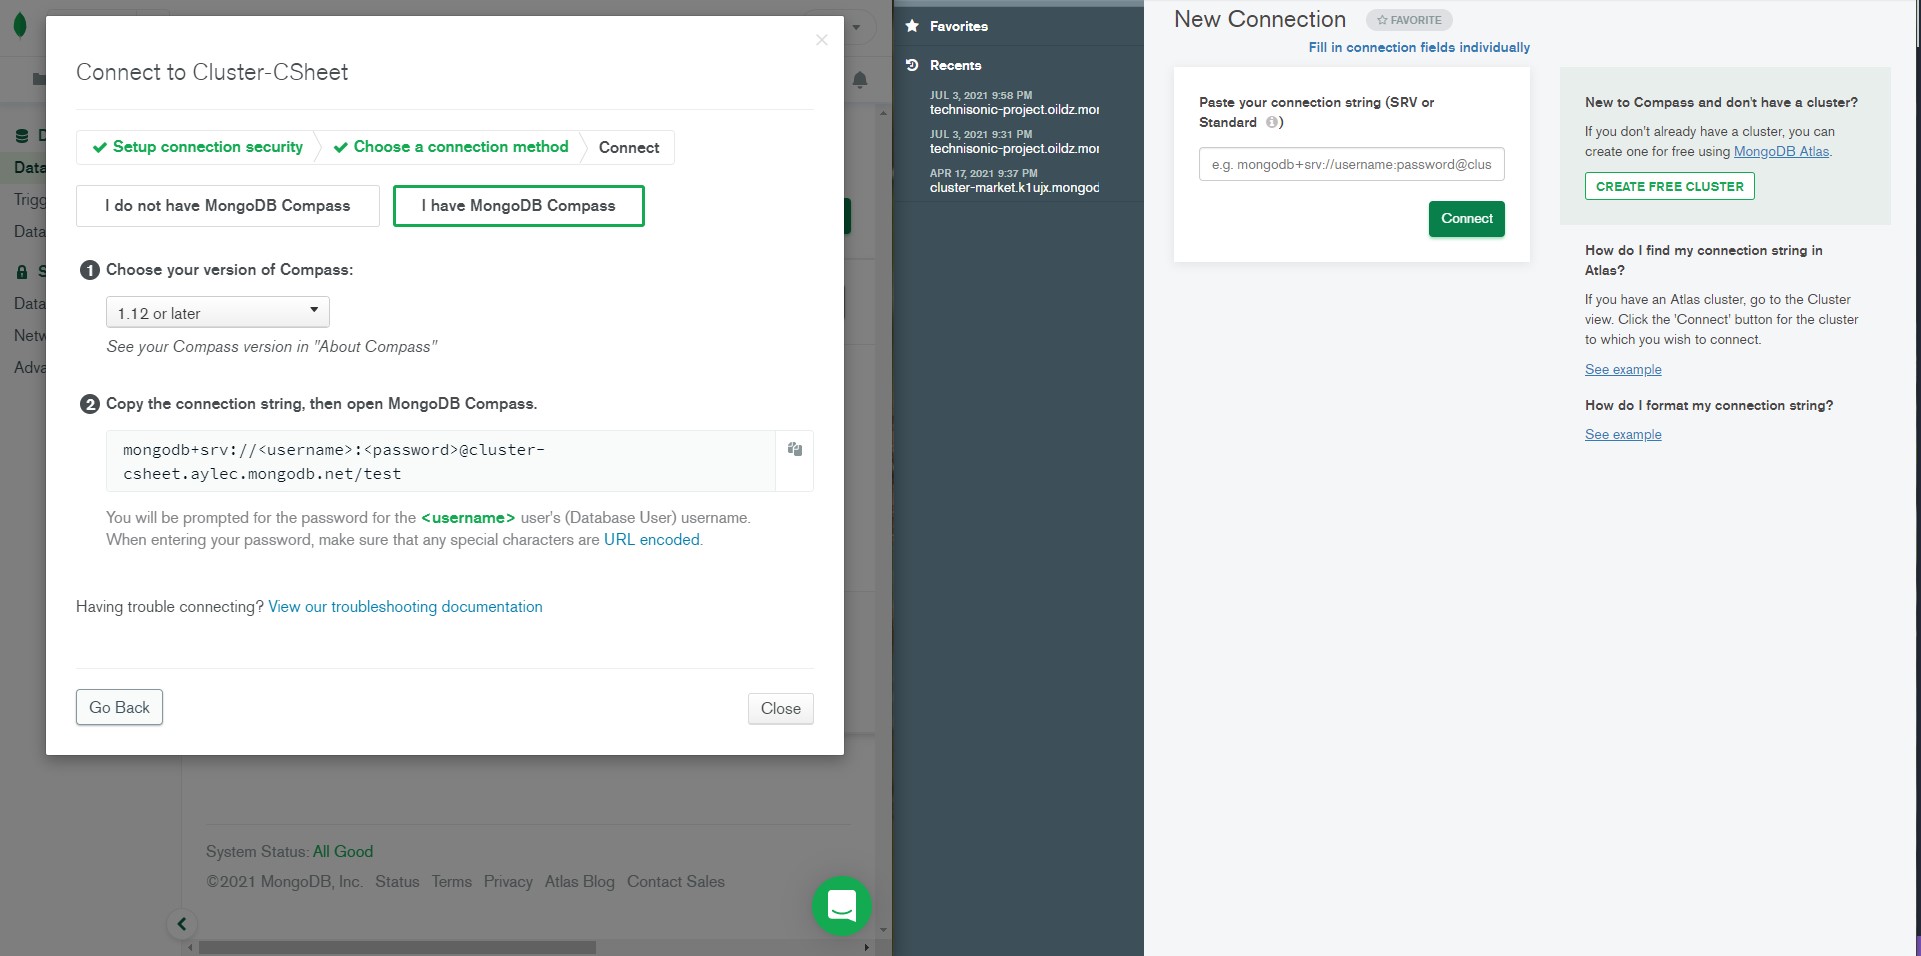 Connect to Cluster-CSheet
Setup connection security
Choose a connection method
Connect
I do not have MongoDB Compass
I have MongoDB Compass
1 Choose your version of Compass:
1.12 or later
See your Compass version in "About Compass"
2 Copy the connection string, then open MongoDB Compass.
mongodb+srv://<username>:<password>@cluster-
csheet.aylec.mongodb.net/test
You will be prompted for the password for the <username> user's (Database User) username.
When entering your password, make sure that any special characters are URL encoded.
Having trouble connecting? View our troubleshooting documentation
Go Back
Close
D
Data
Trigg
Data
S
Data
Netw
Adva
System Status: All Good
©2021 MongoDB, Inc. Status Terms Privacy Atlas Blog Contact Sales
Favorites
Recents
JUL 3, 2021 9:58 PM
technisonic-project.oildz.mor
JUL 3, 2021 9:31 PM
technisonic-project.oildz.mor
APR 17, 2021 9:37 PM
cluster-market.k1ujx.mongod
New Connection
FAVORITE
Fill in connection fields individually
Paste your connection string (SRV or
Standard )
e.g. mongodb+srv://username:password@clus
Connect
New to Compass and don't have a cluster?
If you don't already have a cluster, you can
create one for free using MongoDB Atlas.
CREATE FREE CLUSTER
How do I find my connection string in
Atlas?
If you have an Atlas cluster, go to the Cluster
view. Click the 'Connect' button for the cluster
to which you wish to connect.
See example
How do I format my connection string?
See example